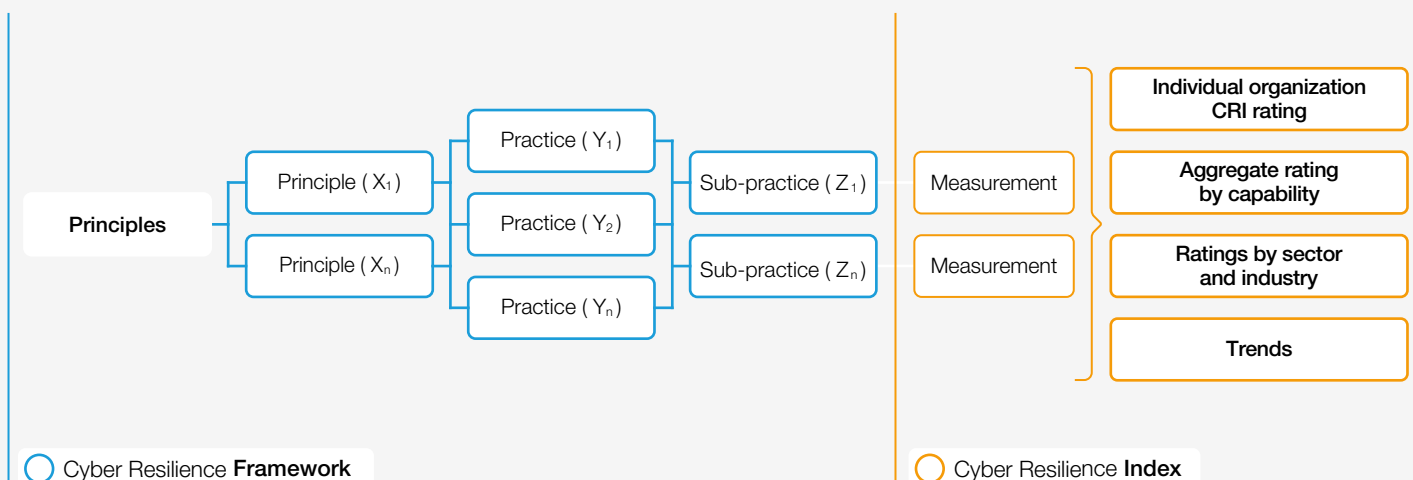 Principles
Principle ( X₁ )
Principle ( Xₙ )
Practice ( Y₁ )
Practice ( Y₂ )
Practice ( Yₙ )
Sub-practice ( Z₁ )
Sub-practice ( Zₙ )
Measurement
Measurement
Individual organization
CRI rating
Aggregate rating
by capability
Ratings by sector
and industry
Trends
Cyber Resilience Framework
Cyber Resilience Index